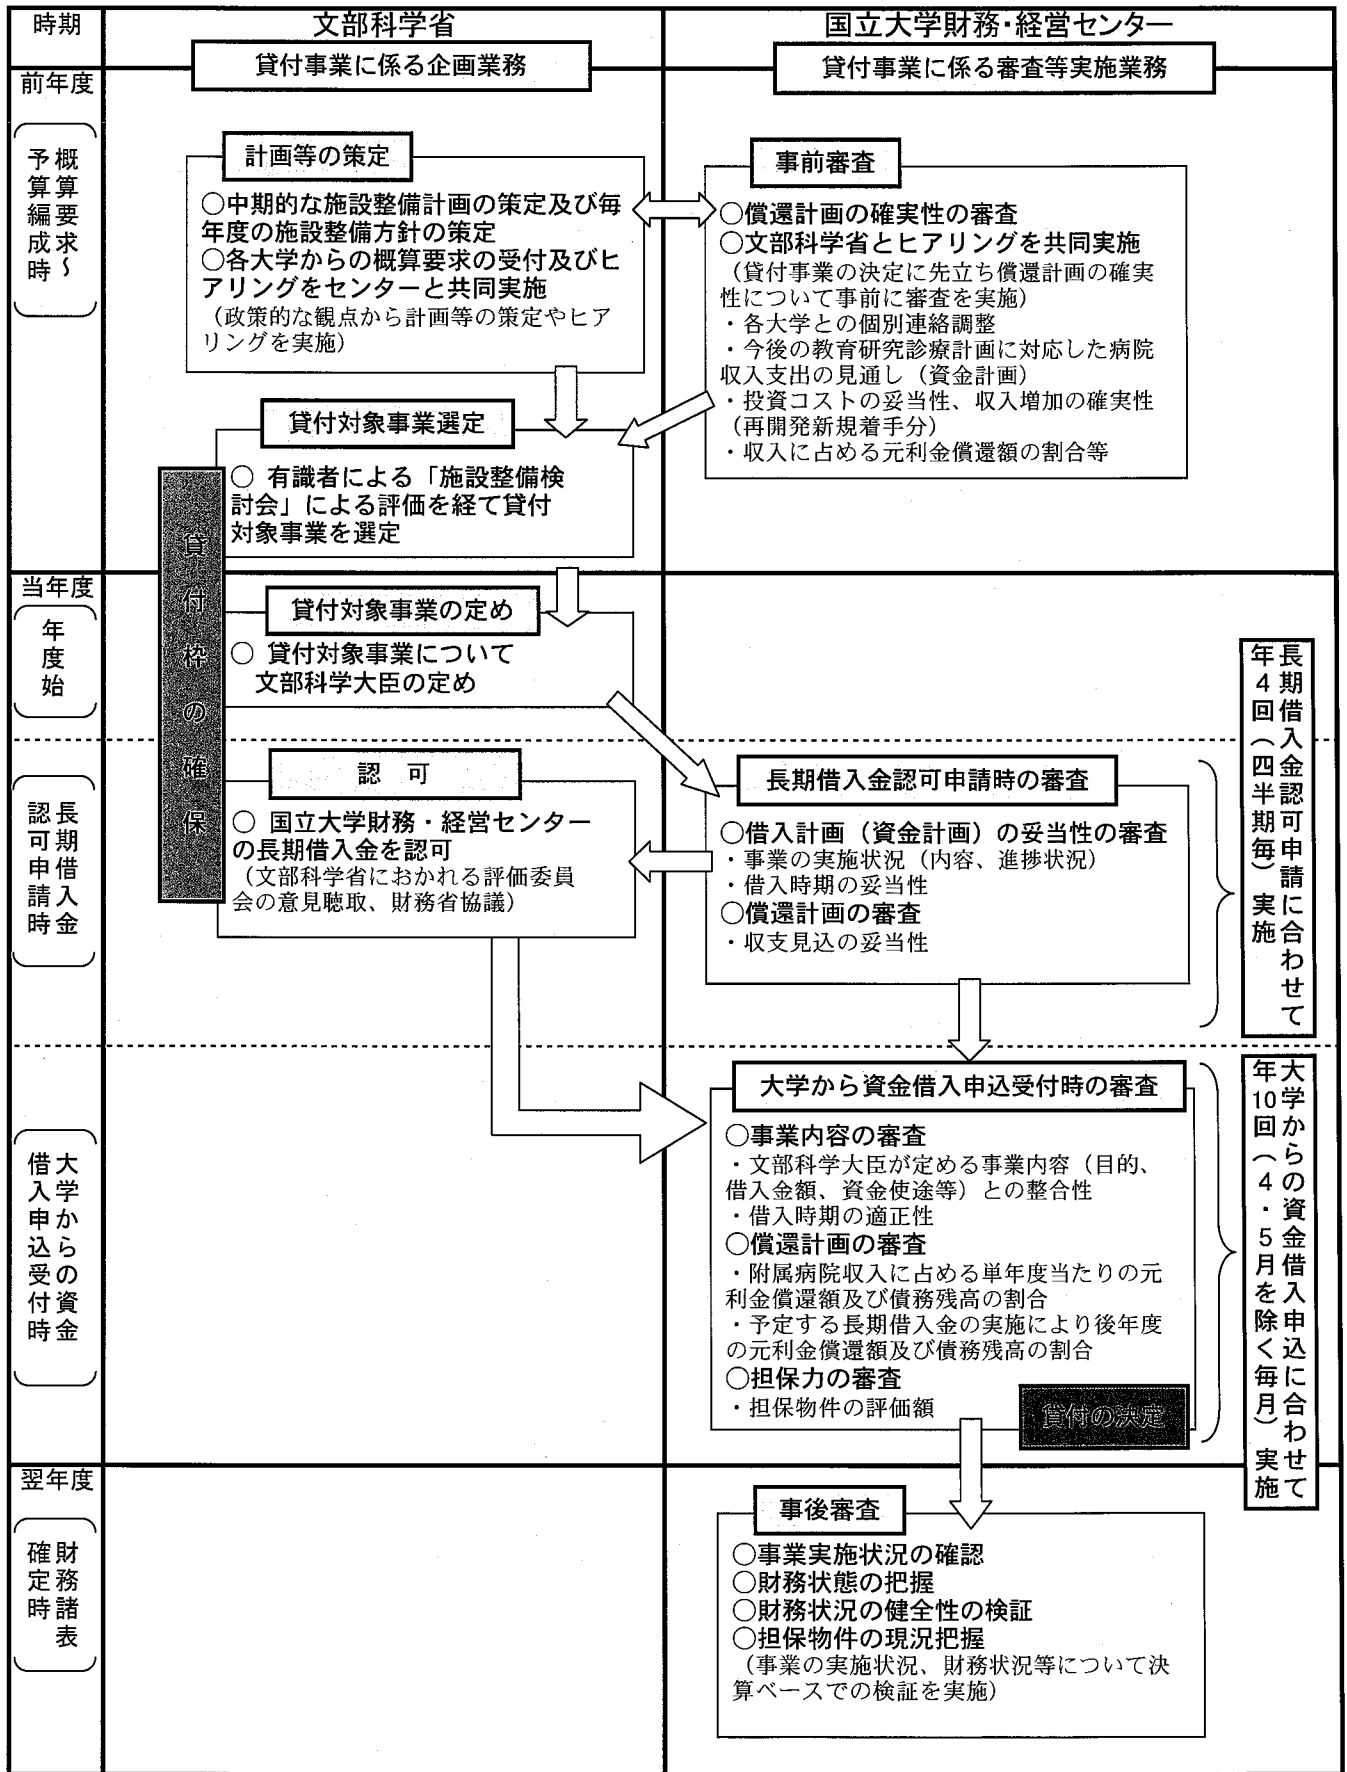 時期
文部科学省
国立大学財務・経営センター
貸付事業に係る企画業務
貸付事業に係る審査等実施業務
前年度
概算要求～
予算編成時
計画等の策定
○中期的な施設整備計画の策定及び毎
年度の施設整備方針の策定
○各大学からの概算要求の受付及びヒ
アリングをセンターと共同実施
（政策的な観点から計画等の策定やヒア
リングを実施）
事前審査
○償還計画の確実性の審査
○文部科学省とヒアリングを共同実施
（貸付事業の決定に先立ち償還計画の確実
性について事前に審査を実施）
・各大学との個別連絡調整
・今後の教育研究診療計画に対応した病院
収入支出の見通し（資金計画）
・投資コストの妥当性、収入増加の確実性
（再開発新規着手分）
・収入に占める元利金償還額の割合等
貸付対象事業選定
○ 有識者による「施設整備検
討会」による評価を経て貸付
対象事業を選定
貸付枠の確保
当年度
年度始
貸付対象事業の定め
○ 貸付対象事業について
文部科学大臣の定め
長期借入金
認可申請時
認 可
○ 国立大学財務・経営センター
の長期借入金を認可
（文部科学省におかれる評価委員
会の意見聴取、財務省協議）
長期借入金認可申請時の審査
○借入計画（資金計画）の妥当性の審査
・事業の実施状況（内容、進捗状況）
・借入時期の妥当性
○償還計画の審査
・収支見込の妥当性
長期借入金認可申請に合わせて
年4回（四半期毎）実施
大学からの資金
借入申込受付時
大学から資金借入申込受付時の審査
○事業内容の審査
・文部科学大臣が定める事業内容（目的、
借入金額、資金使途等）との整合性
・借入時期の適正性
○償還計画の審査
・附属病院収入に占める単年度当たりの元
利金償還額及び債務残高の割合
・予定する長期借入金の実施により後年度
の元利金償還額及び債務残高の割合
○担保力の審査
・担保物件の評価額
貸付の決定
大学からの資金借入申込に合わせて
年10回（4・5月を除く毎月）実施
翌年度
財務諸表
確定時
事後審査
○事業実施状況の確認
○財務状態の把握
○財務状況の健全性の検証
○担保物件の現況把握
（事業の実施状況、財務状況等について決
算ベースでの検証を実施）